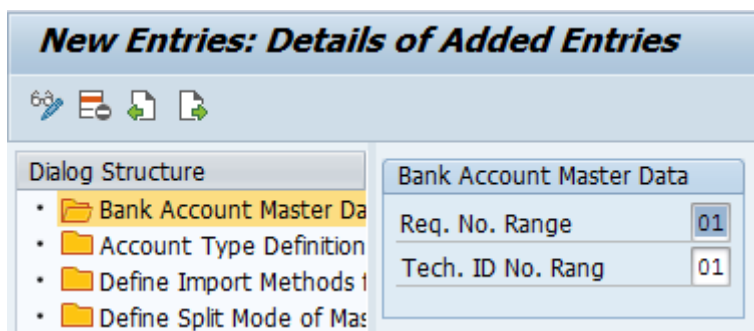 New Entries: Details of Added Entries
Dialog Structure
Bank Account Master Da
Account Type Definition
Define Import Methods f
Define Split Mode of Mas
Bank Account Master Data
Req. No. Range 01
Tech. ID No. Rang 01